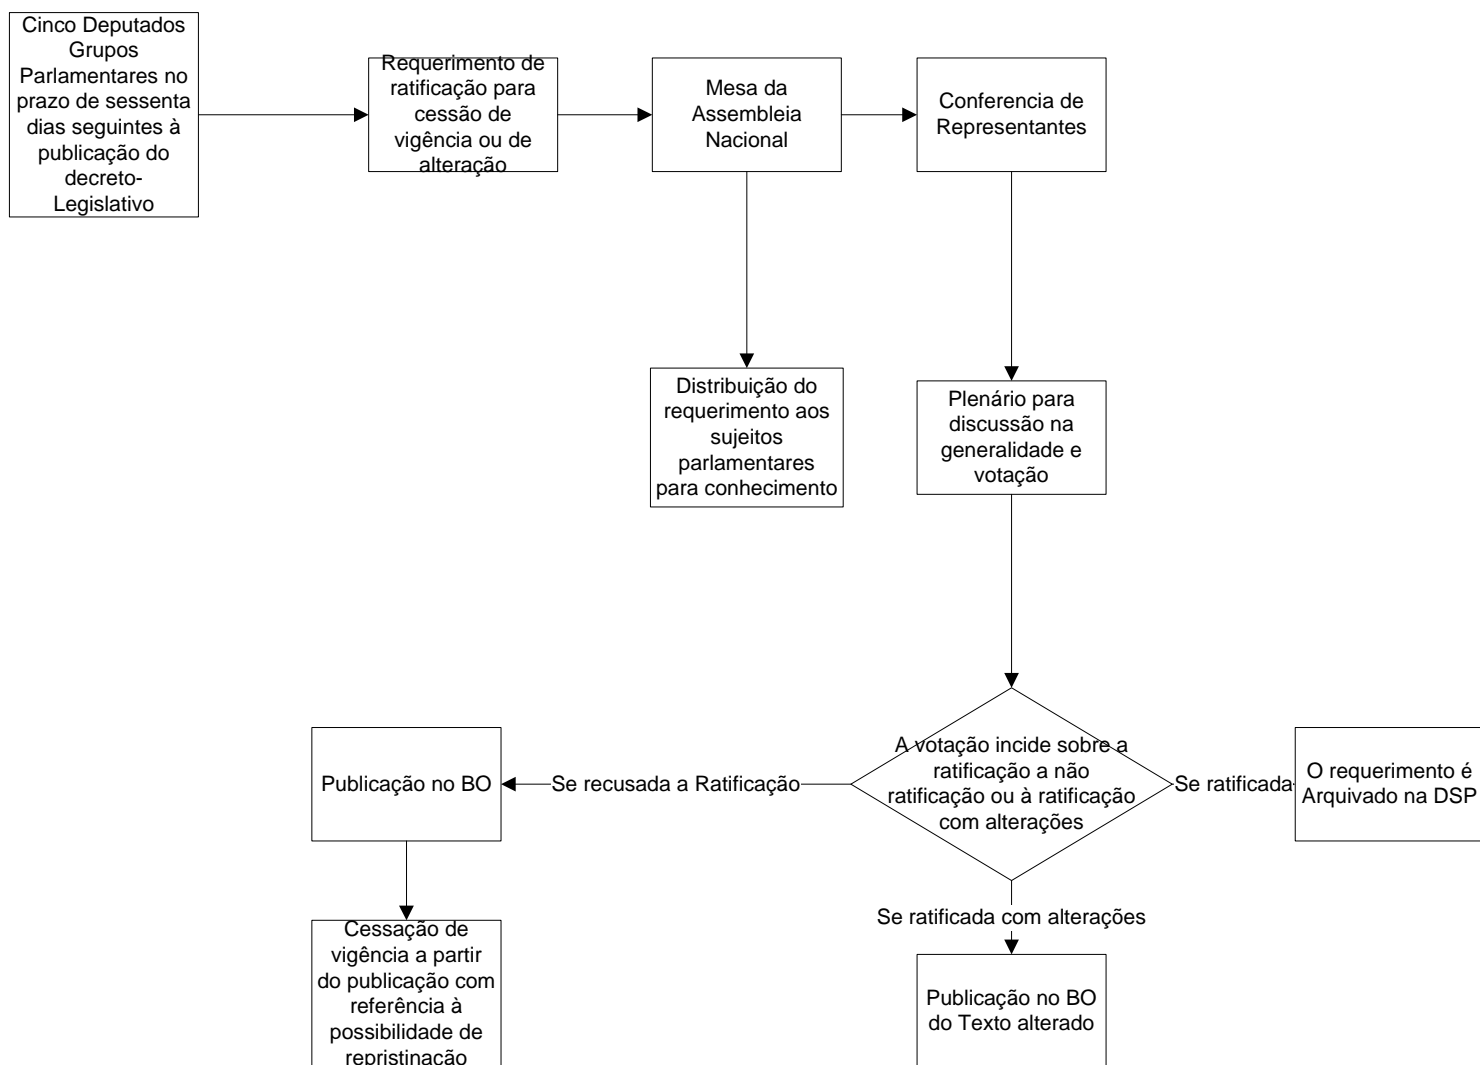 Cinco Deputados
Grupos
Parlamentares no
prazo de sessenta
dias seguintes à
publicação do
decreto-
Legislativo
Requerimento de
ratificação para
cessão de
vigência ou de
alteração
Mesa da
Assembleia
Nacional
Conferencia de
Representantes
Distribuição do
requerimento aos
sujeitos
parlamentares
para conhecimento
Plenário para
discussão na
generalidade e
votação
A votação incide sobre a
ratificação a não
ratificação ou à ratificação
com alterações
Se recusada a Ratificação
Publicação no BO
Se ratificada
O requerimento é
Arquivado na DSP
Se ratificada com alterações
Cessação de
vigência a partir
do publicação com
referência à
possibilidade de
repristinação
Publicação no BO
do Texto alterado